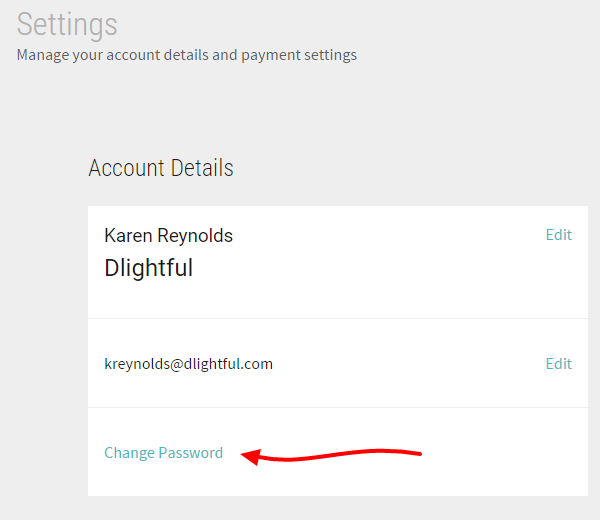 Settings
Manage your account details and payment settings
Account Details
Karen Reynolds Edit
Dlightful
kreynolds@dlightful.com Edit
Change Password